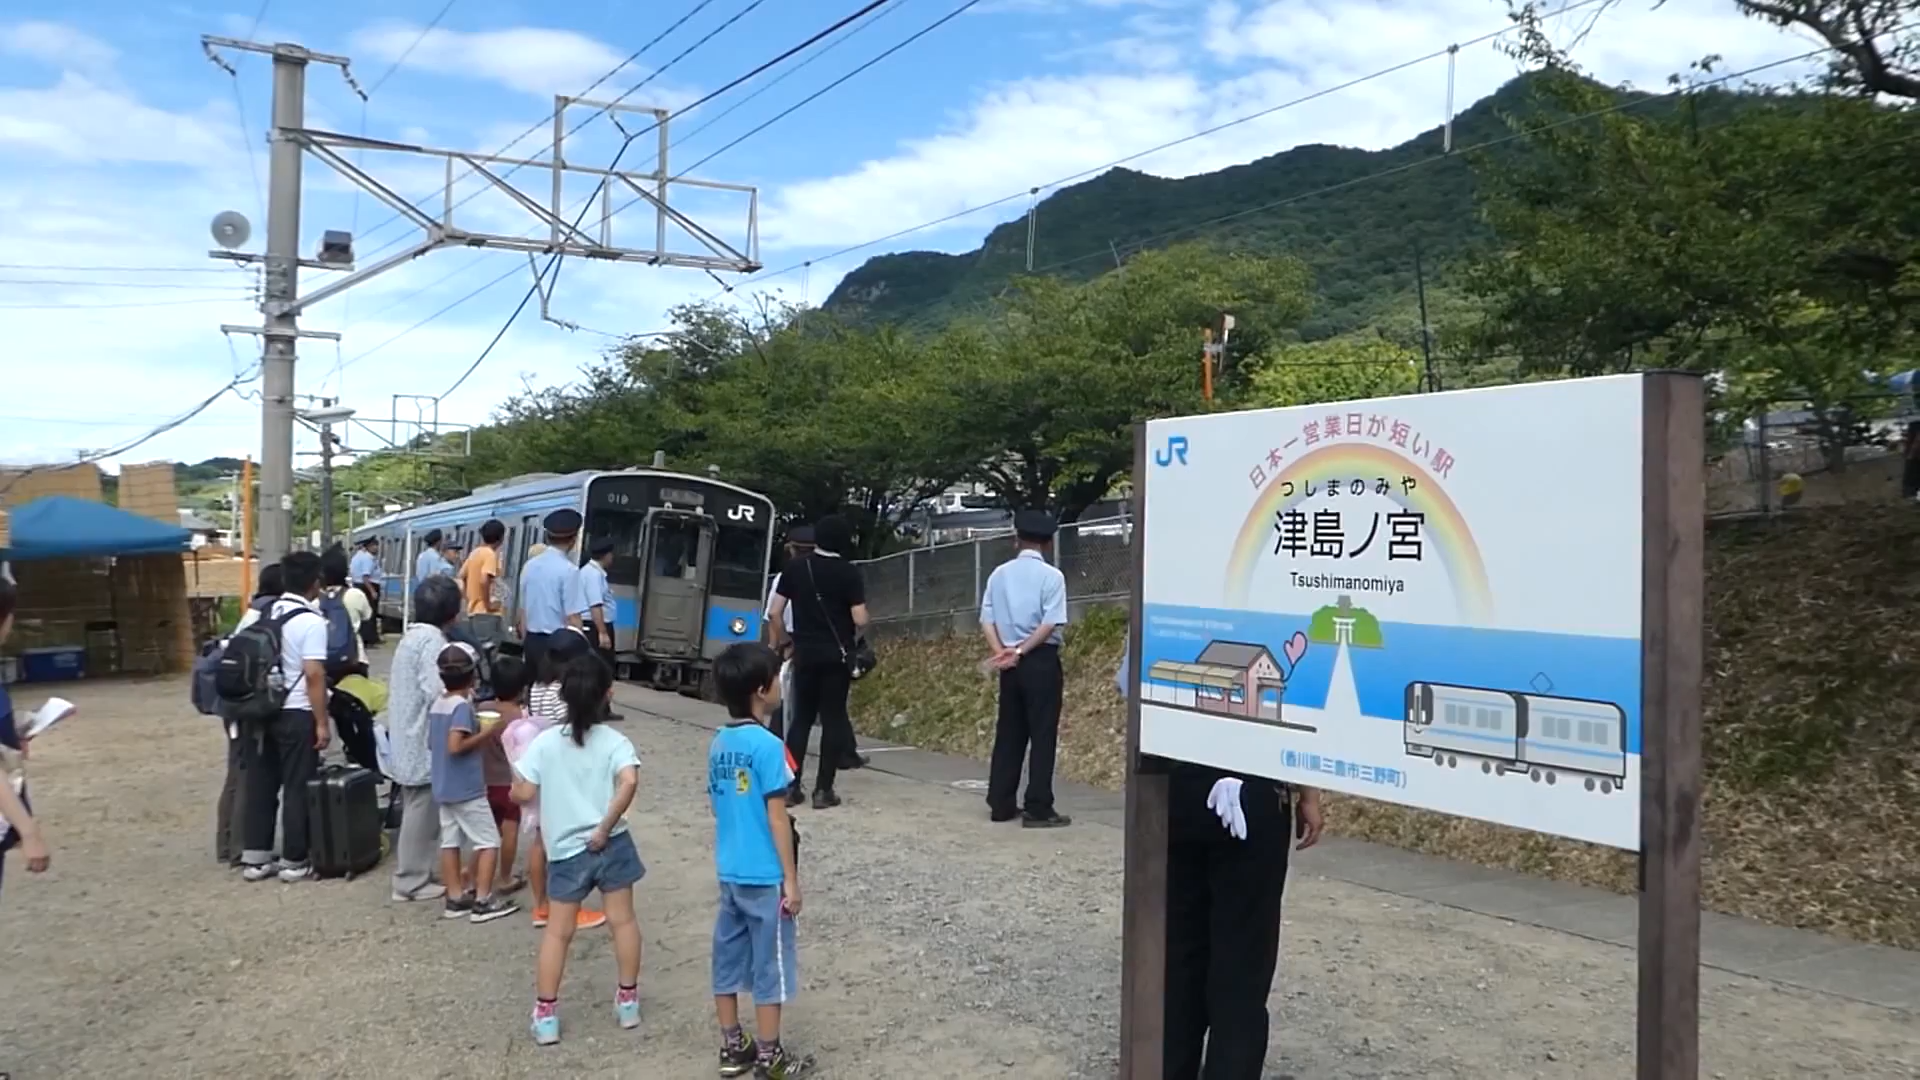 019
JR
JR
日本一営業日が短い駅
つしまのみや
津島ノ宮
Tsushimanomiya
(香川県三豊市三野町)